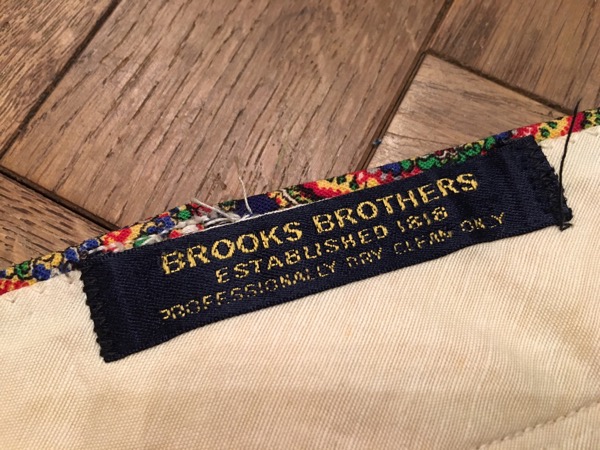 BROOKS BROTHERS
ESTABLISHED 1818
PROFESSIONALLY DRY CLEAN ONLY